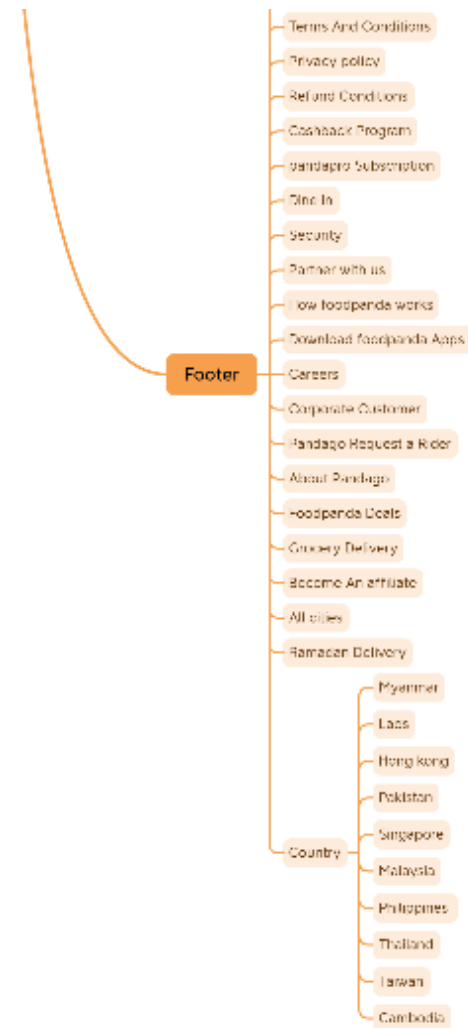 Terms And Conditions
Privacy policy
Refund Conditions
Cashback Program
pandapro Subscription
Dine in
Security
Partner with us
How foodpanda works
Download foodpanda Apps
Footer
Careers
Corporate Customer
Pandago Request a Rider
About Pandago
Foodpanda Deals
Grocery Delivery
Become An affiliate
All cities
Ramadan Delivery
Myanmar
Laos
Hong kong
Pakistan
Singapore
Country
Malaysia
Philippines
Thailand
Taiwan
Cambodia